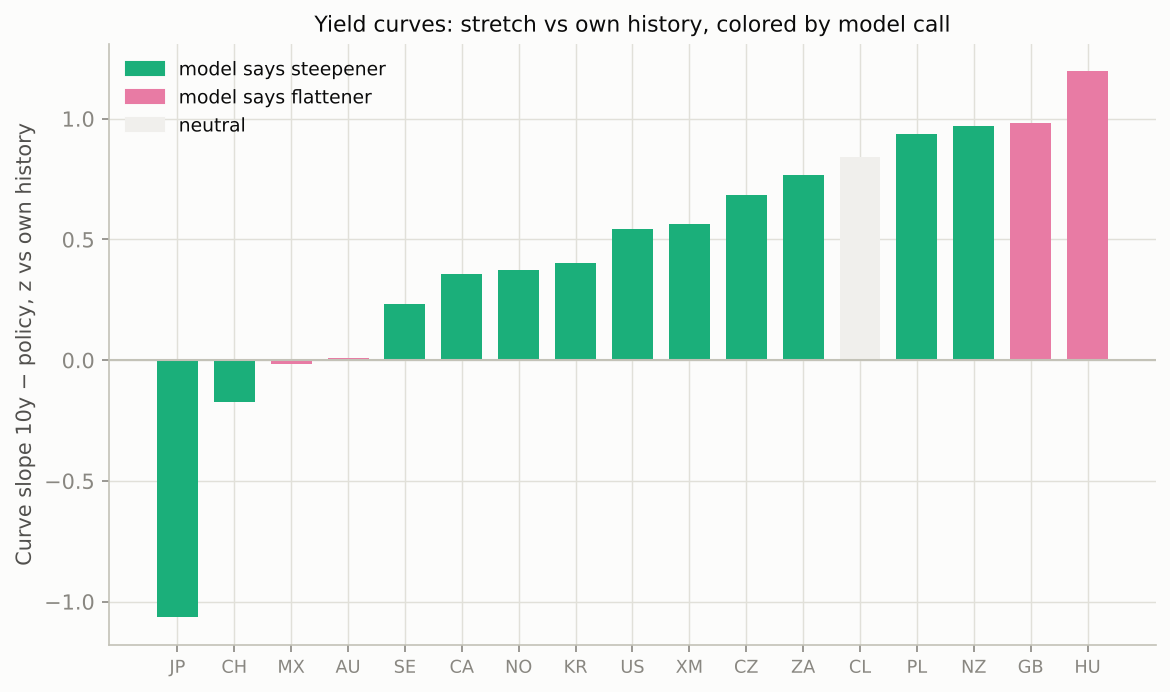 Yield curves: stretch vs own history, colored by model call
model says steepener
model says flattener
neutral
Curve slope 10y − policy, z vs own history
1.0
0.5
0.0
−0.5
−1.0
JP CH MX AU SE CA NO KR US XM CZ ZA CL PL NZ GB HU